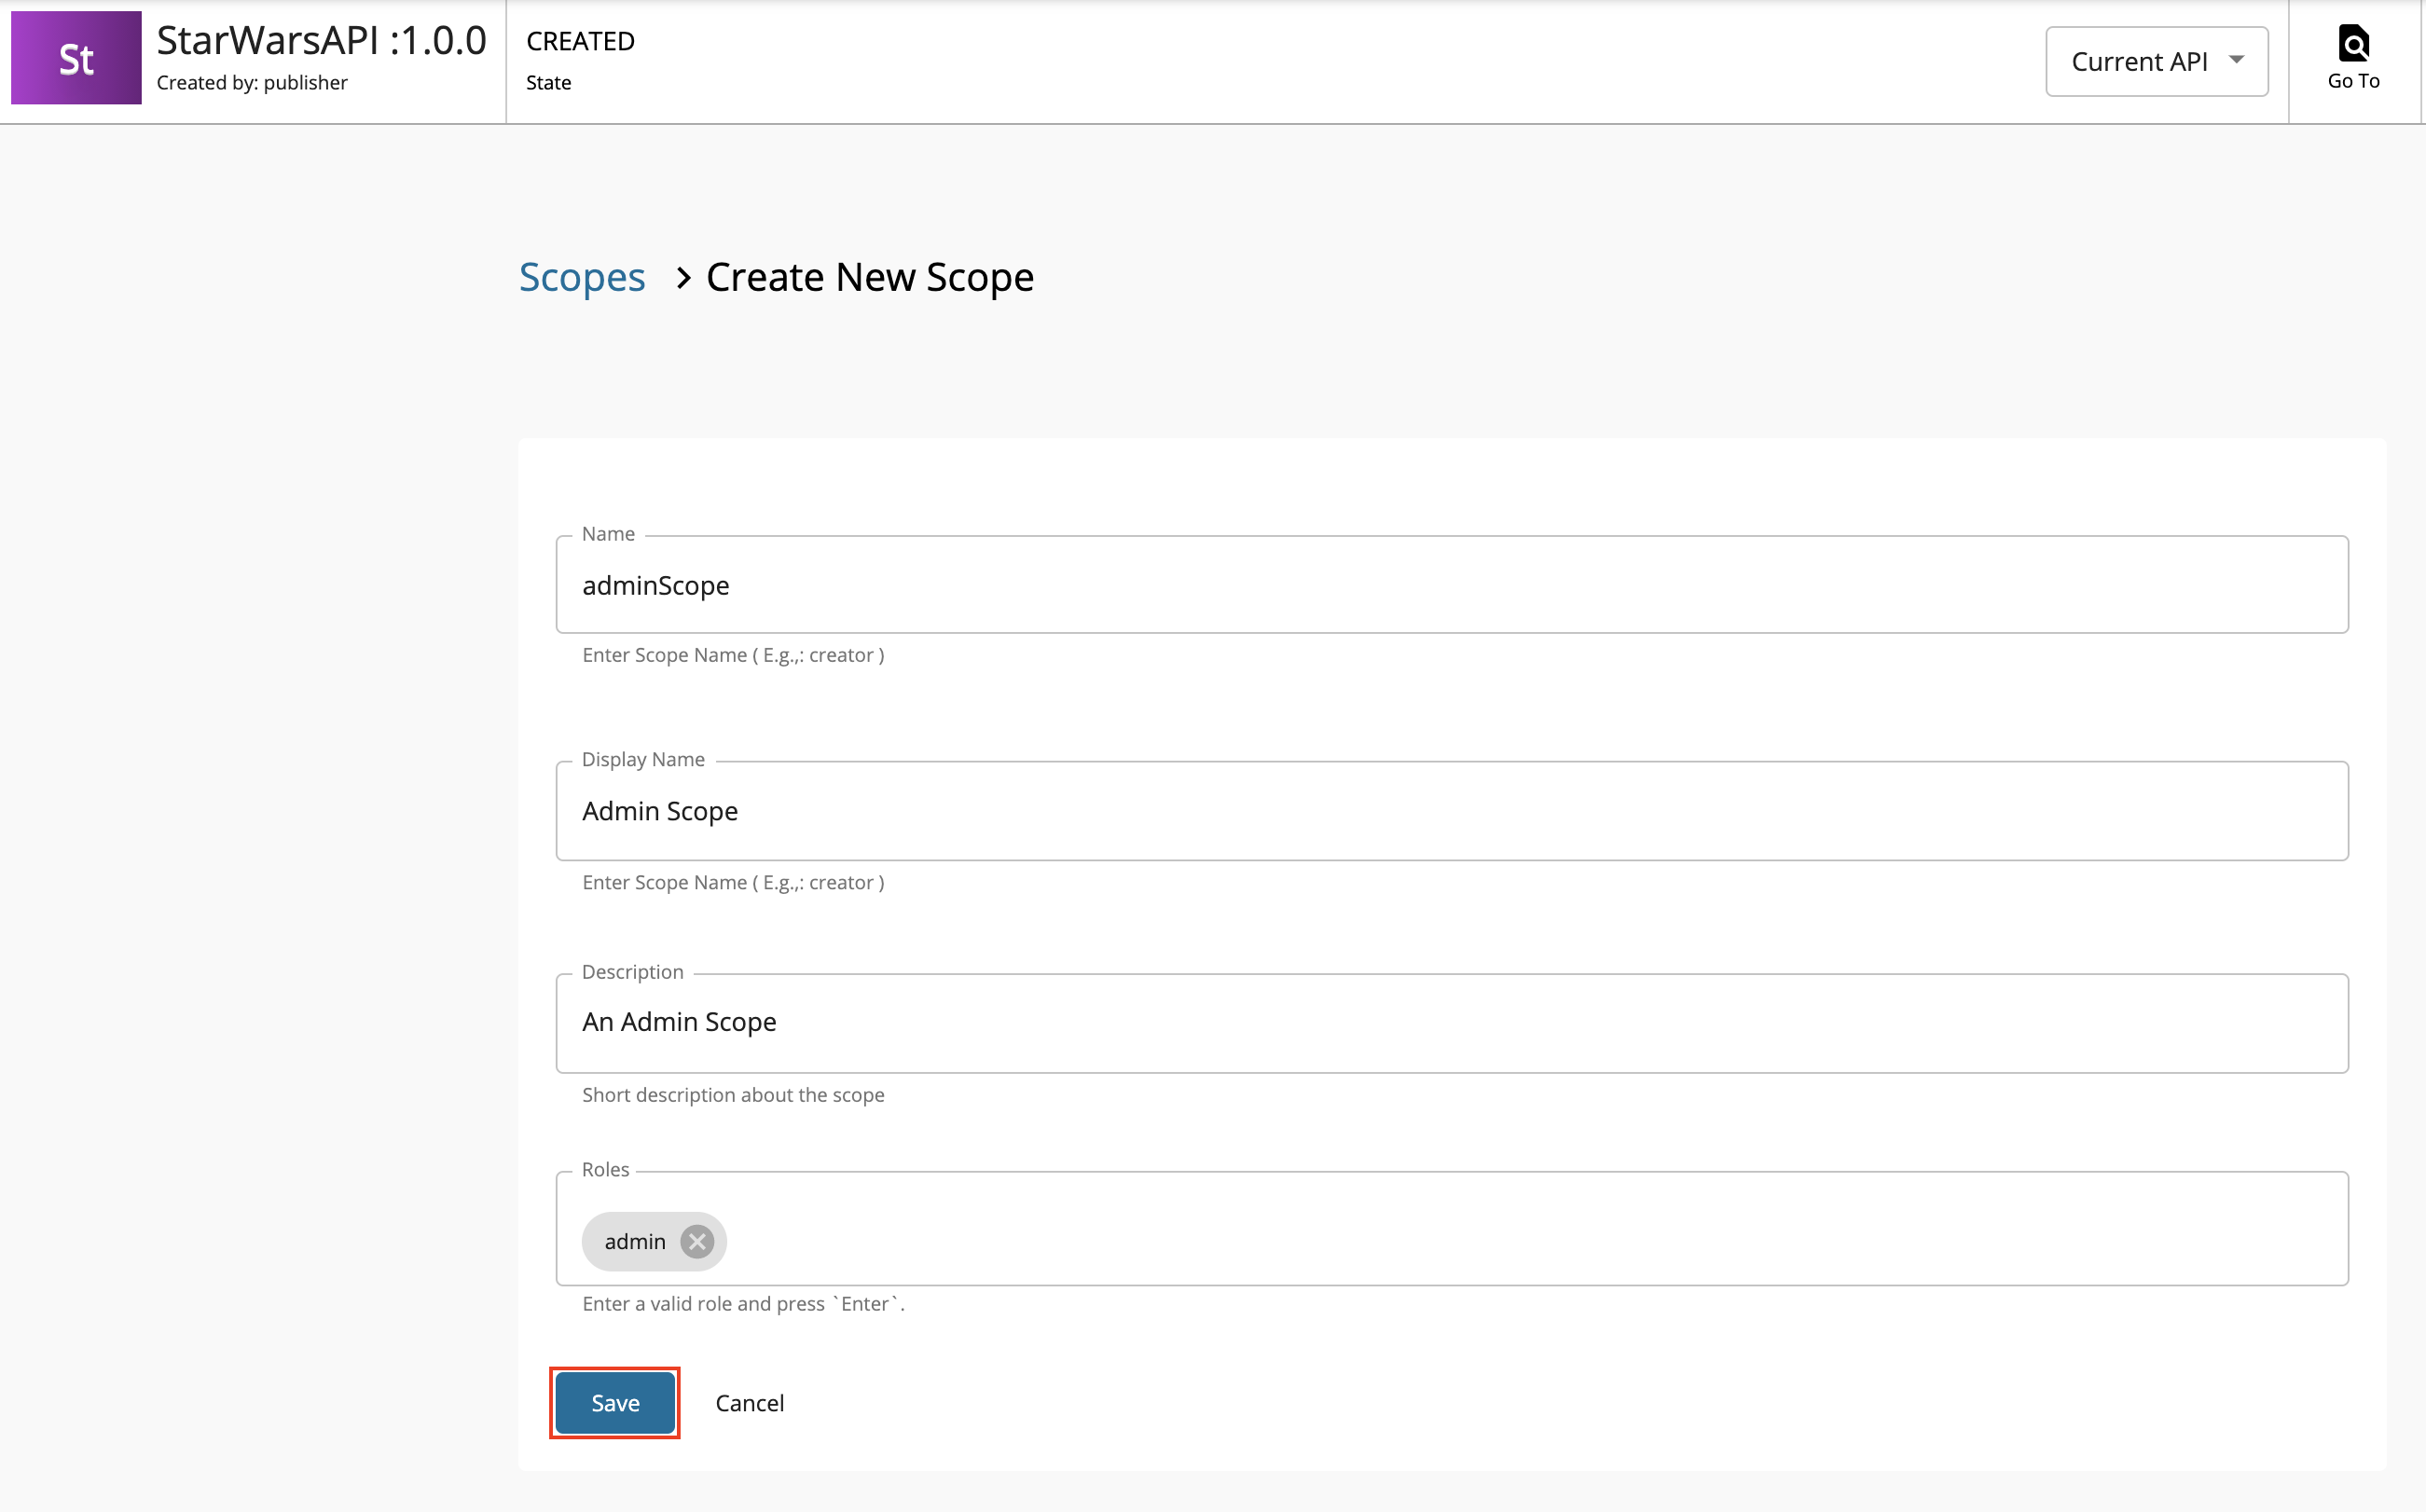 St
StarWarsAPI :1.0.0
Created by: publisher
CREATED
State
Current API
Go To
Scopes > Create New Scope
Name
adminScope
Enter Scope Name ( E.g.,: creator )
Display Name
Admin Scope
Enter Scope Name ( E.g.,: creator )
Description
An Admin Scope
Short description about the scope
Roles
admin
Enter a valid role and press `Enter`.
Save
Cancel